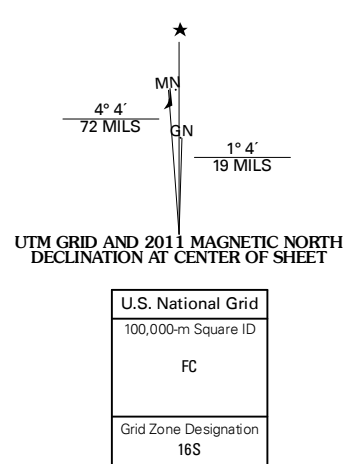 MN
4° 4´
72 MILS
GN
1° 4´
19 MILS
UTM GRID AND 2011 MAGNETIC NORTH
DECLINATION AT CENTER OF SHEET
U.S. National Grid
100,000-m Square ID
FC
Grid Zone Designation
16S